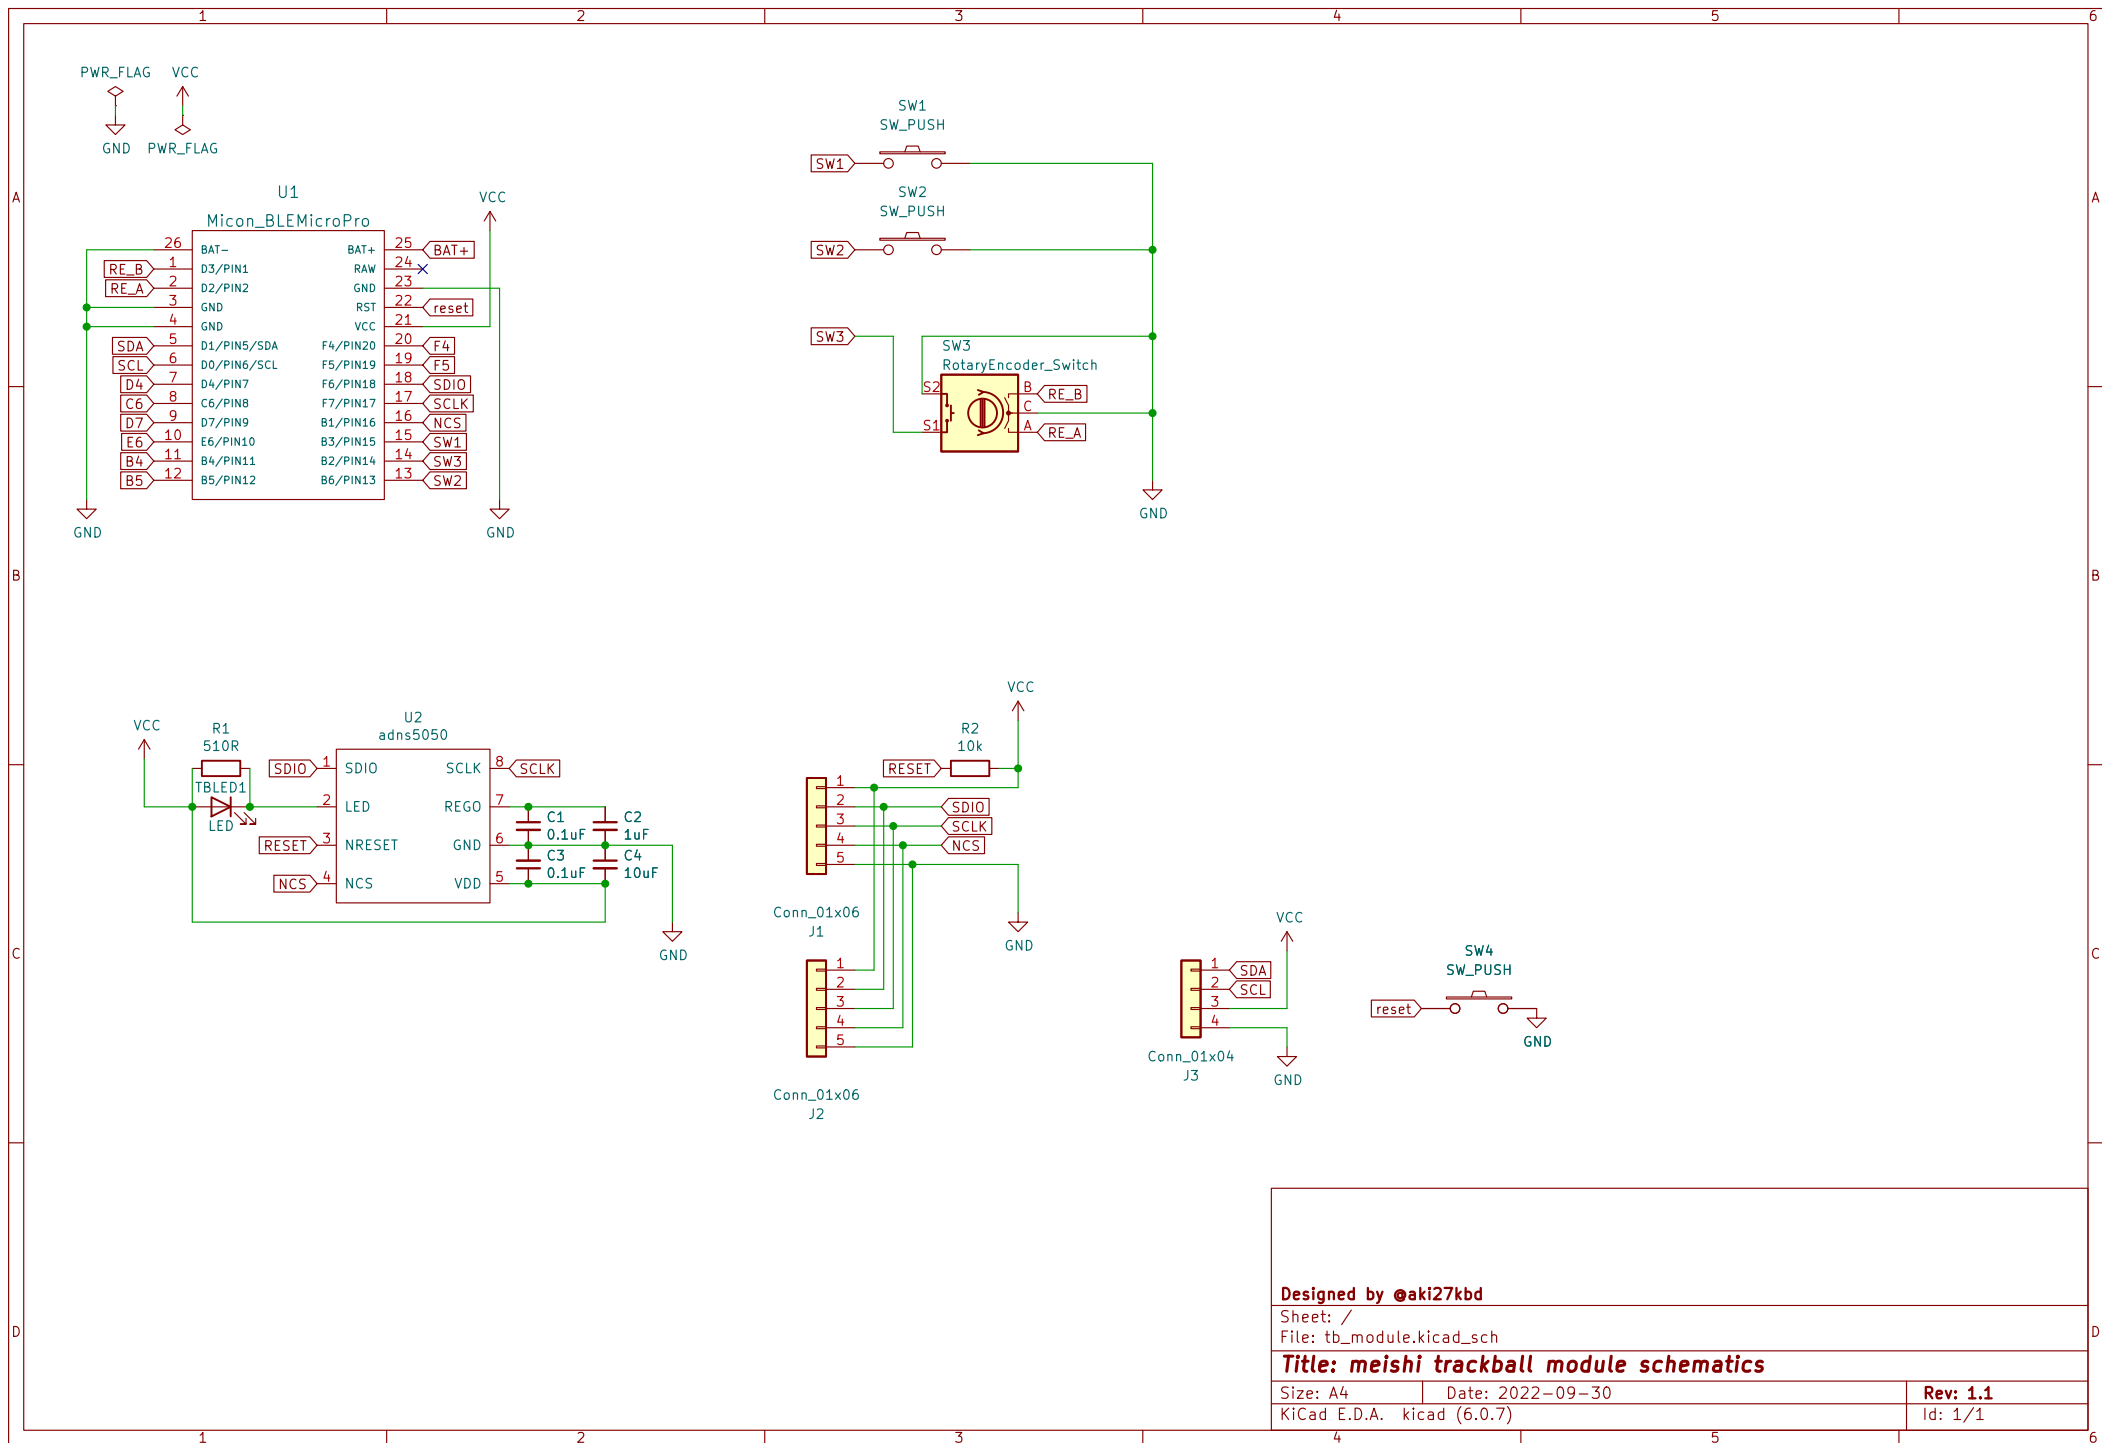 1 2 3 4 5 6
A B C D
PWR_FLAG VCC
GND PWR_FLAG
U1
Micon_BLEMicroPro
VCC
26 BAT- BAT+ 25 BAT+
RE_B 1 D3/PIN1 RAW 24
RE_A 2 D2/PIN2 GND 23
3 GND RST 22 reset
4 GND VCC 21
SDA 5 D1/PIN5/SDA F4/PIN20 20 F4
SCL 6 D0/PIN6/SCL F5/PIN19 19 F5
D4 7 D4/PIN7 F6/PIN18 18 SDIO
C6 8 C6/PIN8 F7/PIN17 17 SCLK
D7 9 D7/PIN9 B1/PIN16 16 NCS
E6 10 E6/PIN10 B3/PIN15 15 SW1
B4 11 B4/PIN11 B2/PIN14 14 SW3
B5 12 B5/PIN12 B6/PIN13 13 SW2
GND GND
SW1
SW_PUSH
SW1
SW2
SW_PUSH
SW2
SW3
SW3
RotaryEncoder_Switch
S2 B RE_B
C
S1 A RE_A
GND
VCC
R1
510R
TBLED1
LED
U2
adns5050
SDIO 1 SDIO SCLK 8 SCLK
2 LED REGO 7
RESET 3 NRESET GND 6
NCS 4 NCS VDD 5
C1
0.1uF
C2
1uF
C3
0.1uF
C4
10uF
GND
VCC
R2
10k
RESET
1
2 SDIO
3 SCLK
4 NCS
5
Conn_01x06
J1
GND
1
2
3
4
5
Conn_01x06
J2
VCC
1 SDA
2 SCL
3
4
Conn_01x04
J3
GND
SW4
SW_PUSH
reset
GND
Designed by @aki27kbd
Sheet: /
File: tb_module.kicad_sch
Title: meishi trackball module schematics
Size: A4 Date: 2022-09-30 Rev: 1.1
KiCad E.D.A. kicad (6.0.7) Id: 1/1
A B C D
1 2 3 4 5 6